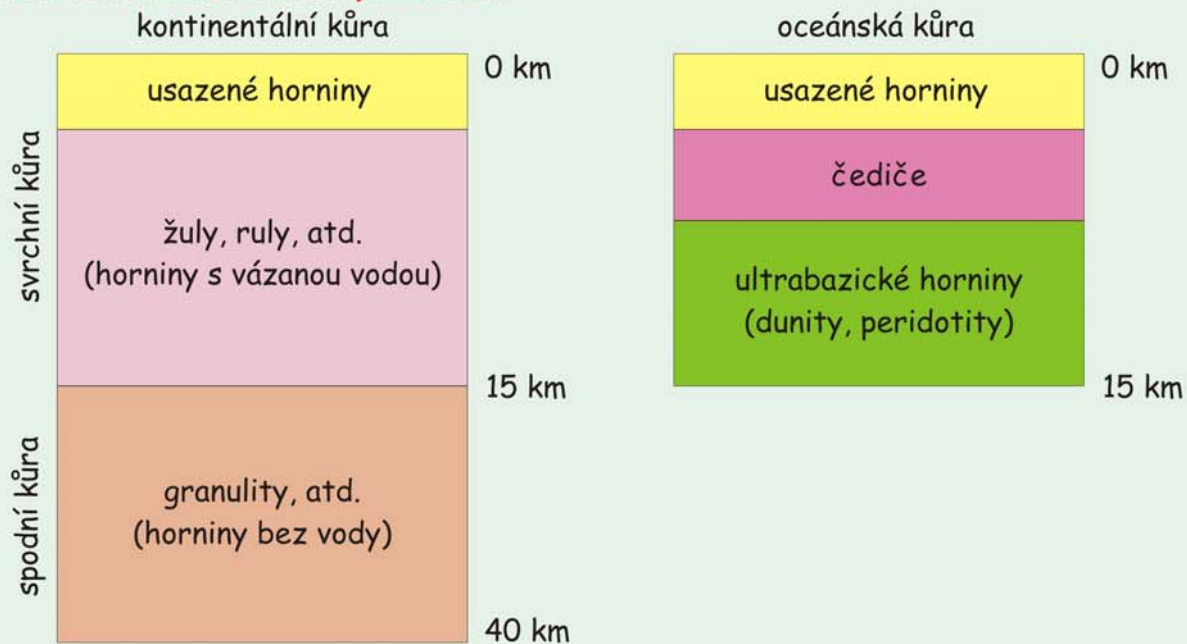 kontinentální kůra
usazené horniny
0 km
svrchní kůra
žuly, ruly, atd.
(horniny s vázanou vodou)
15 km
spodní kůra
granulity, atd.
(horniny bez vody)
40 km
oceánská kůra
usazené horniny
0 km
čediče
ultrabazické horniny
(dunity, peridotity)
15 km